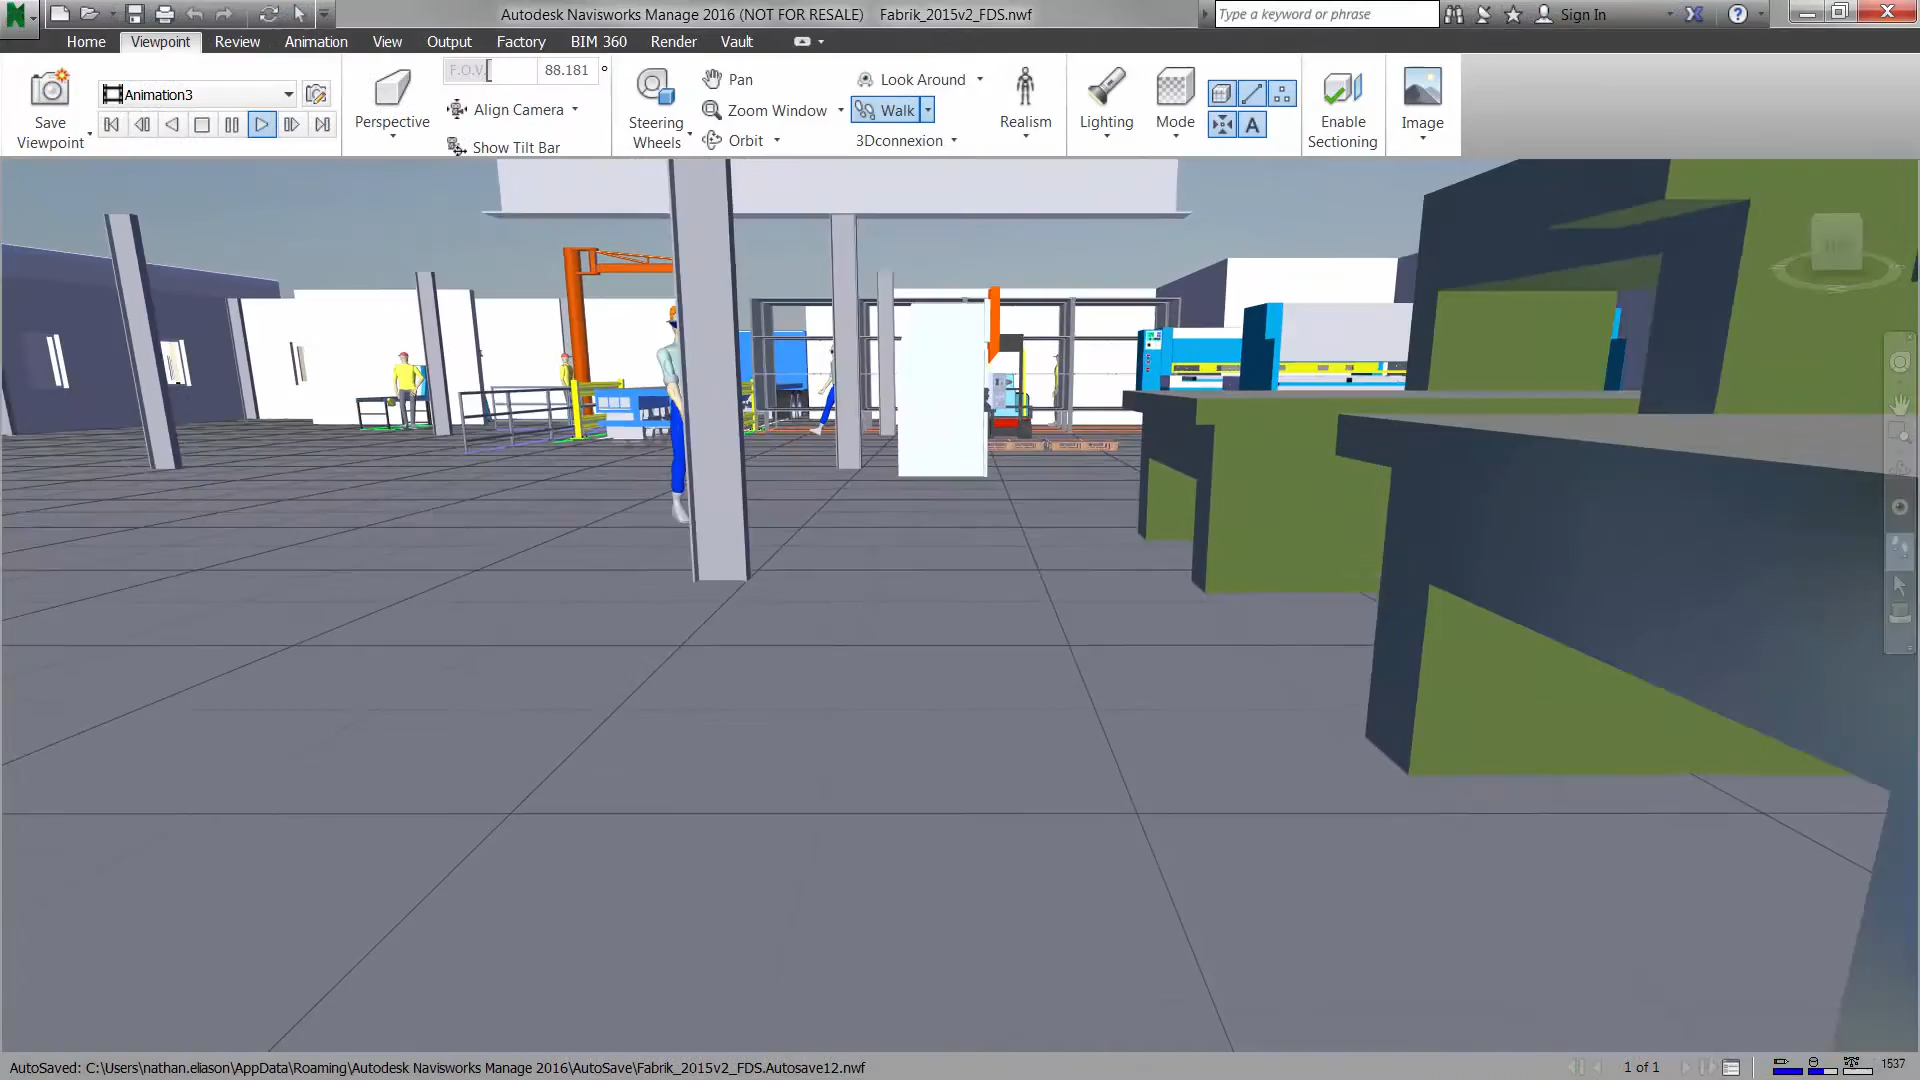 Autodesk Navisworks Manage 2016 (NOT FOR RESALE) Fabrik_2015v2_FDS.nwf
Type a keyword or phrase
Sign In
Home Viewpoint Review Animation View Output Factory BIM 360 Render Vault
Save Viewpoint
Animation3
Perspective
F.O.V. 88.181 °
Align Camera
Show Tilt Bar
Steering Wheels
Pan
Zoom Window
Orbit
Look Around
Walk
3Dconnexion
Realism
Lighting
Mode
A
Enable Sectioning
Image
AutoSaved: C:\Users\nathan.eliason\AppData\Roaming\Autodesk Navisworks Manage 2016\AutoSave\Fabrik_2015v2_FDS.Autosave12.nwf
1 of 1
1537